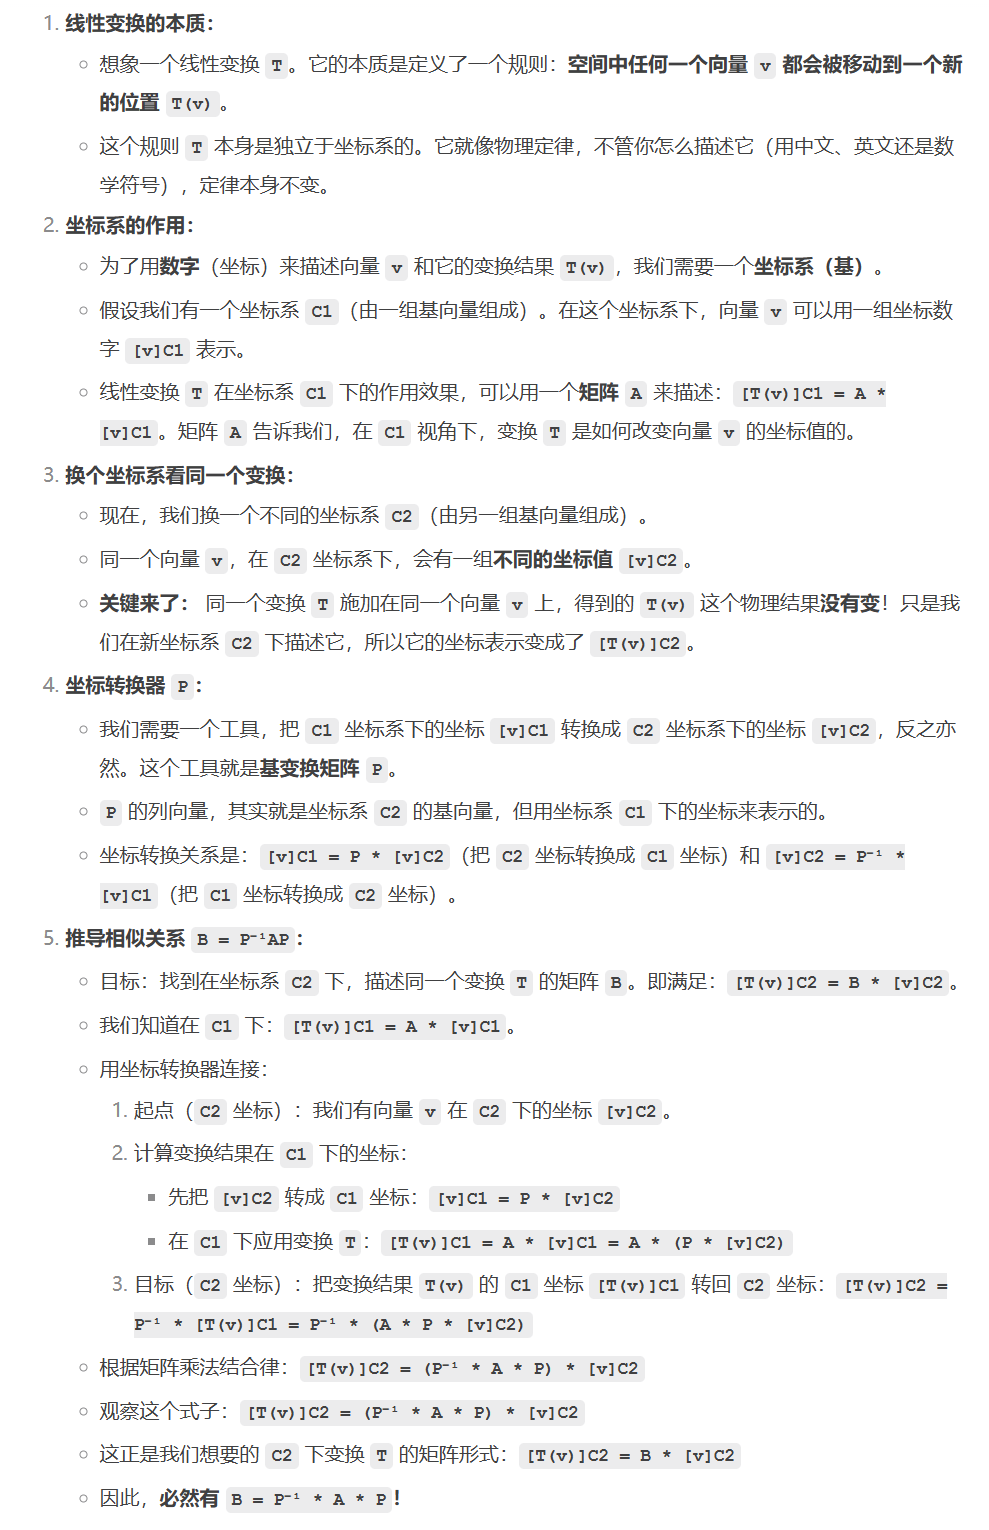 1. 线性变换的本质：
想象一个线性变换 T。它的本质是定义了一个规则：空间中任何一个向量 v 都会被移动到一个新
的位置 T(v)。
这个规则 T 本身是独立于坐标系的。它就像物理定律，不管你怎么描述它（用中文、英文还是数
学符号），定律本身不变。
2. 坐标系的作用：
为了用数字（坐标）来描述向量 v 和它的变换结果 T(v)，我们需要一个坐标系（基）。
假设我们有一个坐标系 C1（由一组基向量组成）。在这个坐标系下，向量 v 可以用一组坐标数
字 [v]C1 表示。
线性变换 T 在坐标系 C1 下的作用效果，可以用一个矩阵 A 来描述：[T(v)]C1 = A *
[v]C1。矩阵 A 告诉我们，在 C1 视角下，变换 T 是如何改变向量 v 的坐标值的。
3. 换个坐标系看同一个变换：
现在，我们换一个不同的坐标系 C2（由另一组基向量组成）。
同一个向量 v，在 C2 坐标系下，会有一组不同的坐标值 [v]C2。
关键来了： 同一个变换 T 施加在同一个向量 v 上，得到的 T(v) 这个物理结果没有变！只是我
们在新坐标系 C2 下描述它，所以它的坐标表示变成了 [T(v)]C2。
4. 坐标转换器 P：
我们需要一个工具，把 C1 坐标系下的坐标 [v]C1 转换成 C2 坐标系下的坐标 [v]C2，反之亦
然。这个工具就是基变换矩阵 P。
P 的列向量，其实就是坐标系 C2 的基向量，但用坐标系 C1 下的坐标来表示的。
坐标转换关系是：[v]C1 = P * [v]C2（把 C2 坐标转换成 C1 坐标）和 [v]C2 = P⁻¹ *
[v]C1（把 C1 坐标转换成 C2 坐标）。
5. 推导相似关系 B = P⁻¹AP：
目标：找到在坐标系 C2 下，描述同一个变换 T 的矩阵 B。即满足：[T(v)]C2 = B * [v]C2。
我们知道在 C1 下：[T(v)]C1 = A * [v]C1。
用坐标转换器连接：
1. 起点（C2 坐标）：我们有向量 v 在 C2 下的坐标 [v]C2。
2. 计算变换结果在 C1 下的坐标：
先把 [v]C2 转成 C1 坐标：[v]C1 = P * [v]C2
在 C1 下应用变换 T：[T(v)]C1 = A * [v]C1 = A * (P * [v]C2)
3. 目标（C2 坐标）：把变换结果 T(v) 的 C1 坐标 [T(v)]C1 转回 C2 坐标：[T(v)]C2 =
P⁻¹ * [T(v)]C1 = P⁻¹ * (A * P * [v]C2)
根据矩阵乘法结合律：[T(v)]C2 = (P⁻¹ * A * P) * [v]C2
观察这个式子：[T(v)]C2 = (P⁻¹ * A * P) * [v]C2
这正是我们想要的 C2 下变换 T 的矩阵形式：[T(v)]C2 = B * [v]C2
因此，必然有 B = P⁻¹ * A * P！